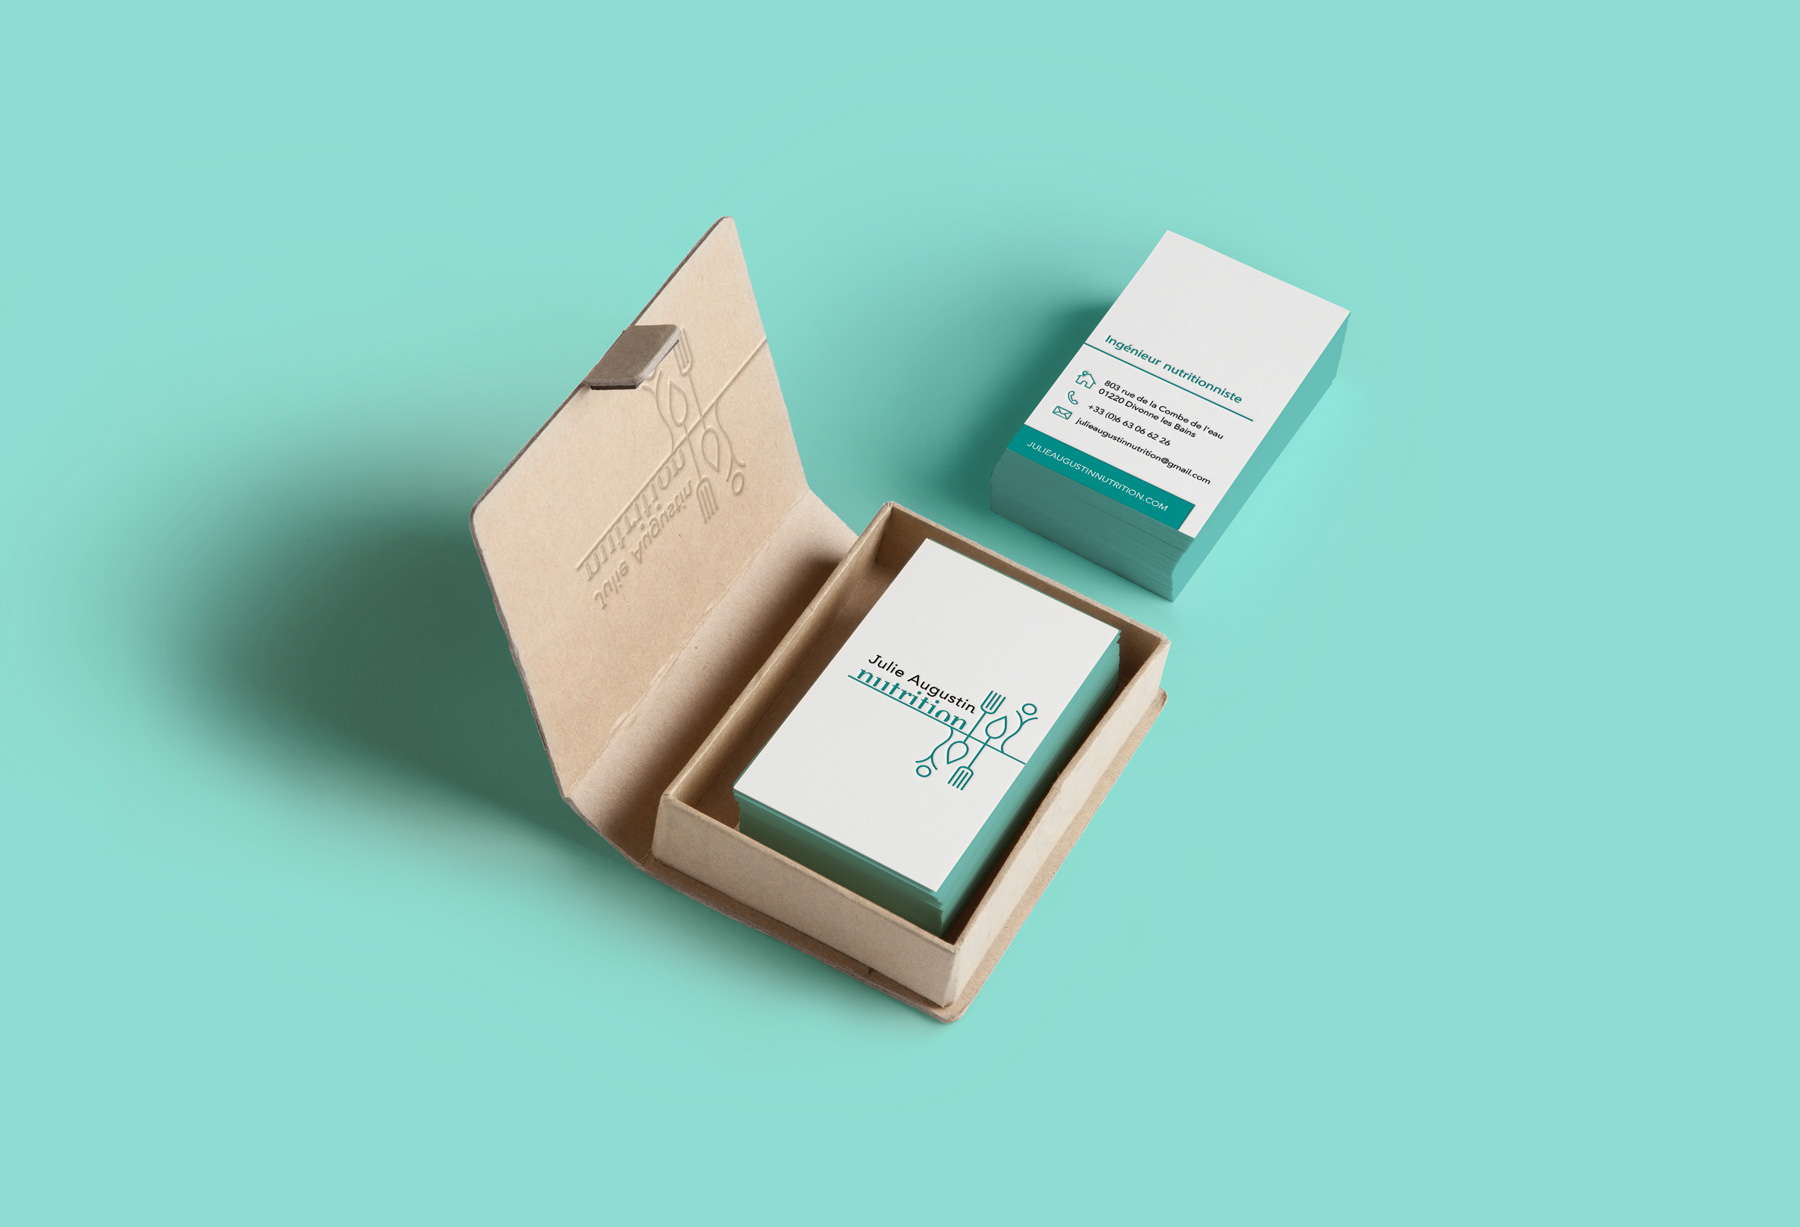 Julie Augustin
nutrition
Julie Augustin
nutrition
Ingénieur nutritionniste
803 rue de la Combe de l'eau
01220 Divonne les Bains
+33 (0)6 63 06 62 26
julieaugustinnutrition@gmail.com
JULIEAUGUSTINNUTRITION.COM